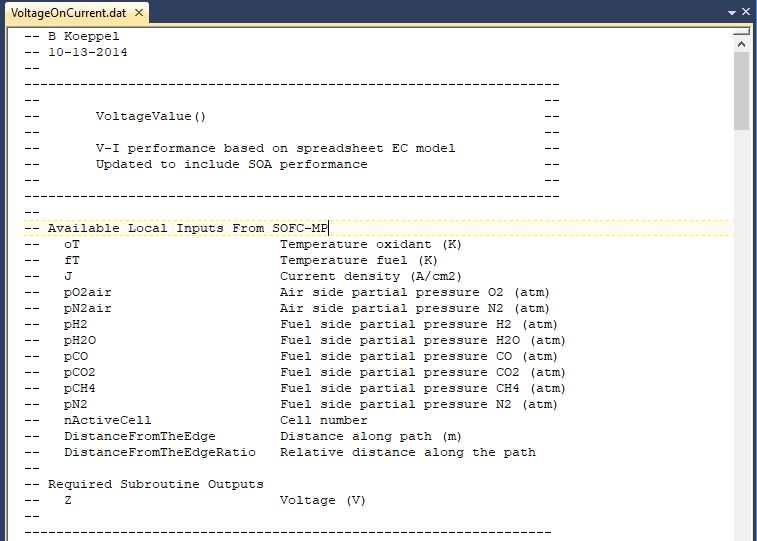 VoltageOnCurrent.dat
-- B Koeppel
-- 10-13-2014
--
-------------------------------------------------------------------
--                                                               --
--       VoltageValue()                                          --
--                                                               --
--       V-I performance based on spreadsheet EC model           --
--       Updated to include SOA performance                      --
--                                                               --
-------------------------------------------------------------------
--
-- Available Local Inputs From SOFC-MP
--   oT                         Temperature oxidant (K)
--   fT                         Temperature fuel (K)
--   J                          Current density (A/cm2)
--   pO2air                     Air side partial pressure O2 (atm)
--   pN2air                     Air side partial pressure N2 (atm)
--   pH2                        Fuel side partial pressure H2 (atm)
--   pH2O                       Fuel side partial pressure H2O (atm)
--   pCO                        Fuel side partial pressure CO (atm)
--   pCO2                       Fuel side partial pressure CO2 (atm)
--   pCH4                       Fuel side partial pressure CH4 (atm)
--   pN2                        Fuel side partial pressure N2 (atm)
--   nActiveCell                Cell number
--   DistanceFromTheEdge        Distance along path (m)
--   DistanceFromTheEdgeRatio   Relative distance along the path
--
-- Required Subroutine Outputs
--   Z                          Voltage (V)
--
------------------------------------------------------------------